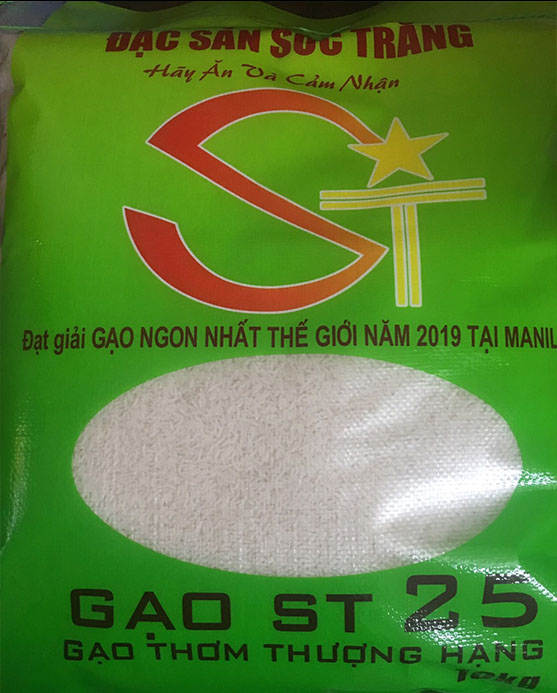 ĐẶC SẢN SÓC TRĂNG
Hãy Ăn Và Cảm Nhận
ST
Đạt giải GẠO NGON NHẤT THẾ GIỚI NĂM 2019 TẠI MANIL
GẠO ST 25
GẠO THƠM THƯỢNG HẠNG